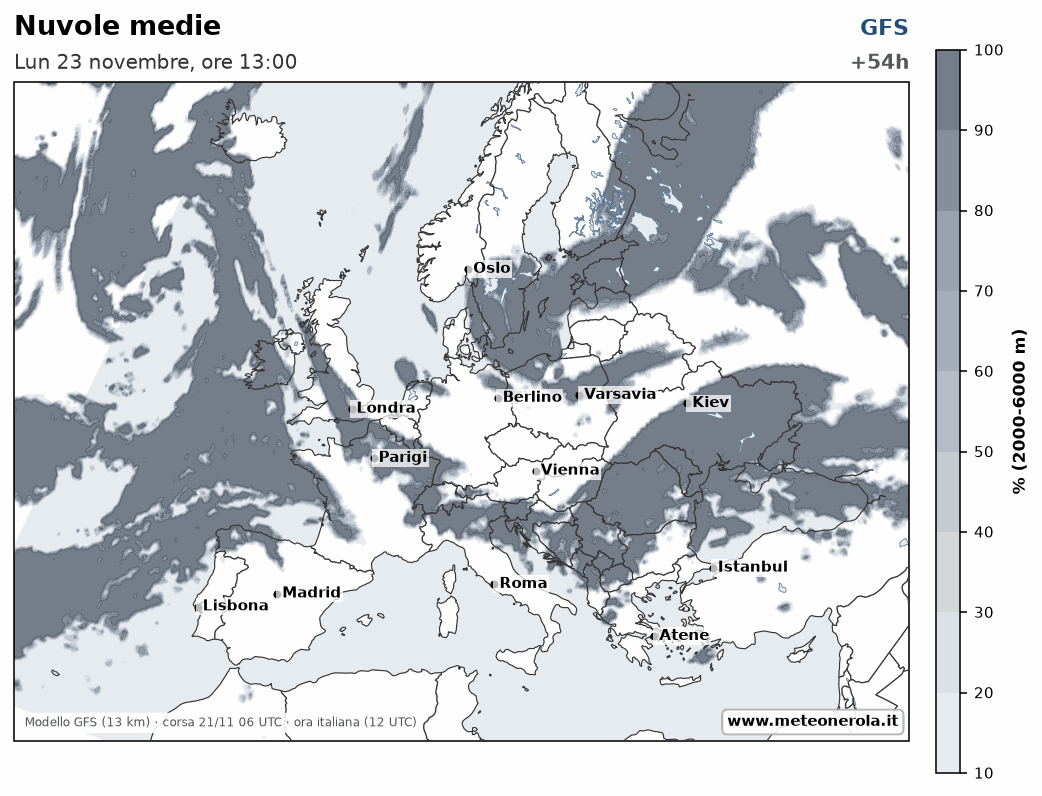 Nuvole medie
GFS
Lun 23 novembre, ore 13:00
+54h
100
90
80
70
60
50
40
30
20
10
% (2000-6000 m)
Oslo
Berlino
Varsavia
Kiev
Londra
Parigi
Vienna
Istanbul
Roma
Madrid
Lisbona
Atene
Modello GFS (13 km) · corsa 21/11 06 UTC · ora italiana (12 UTC)
www.meteonerola.it